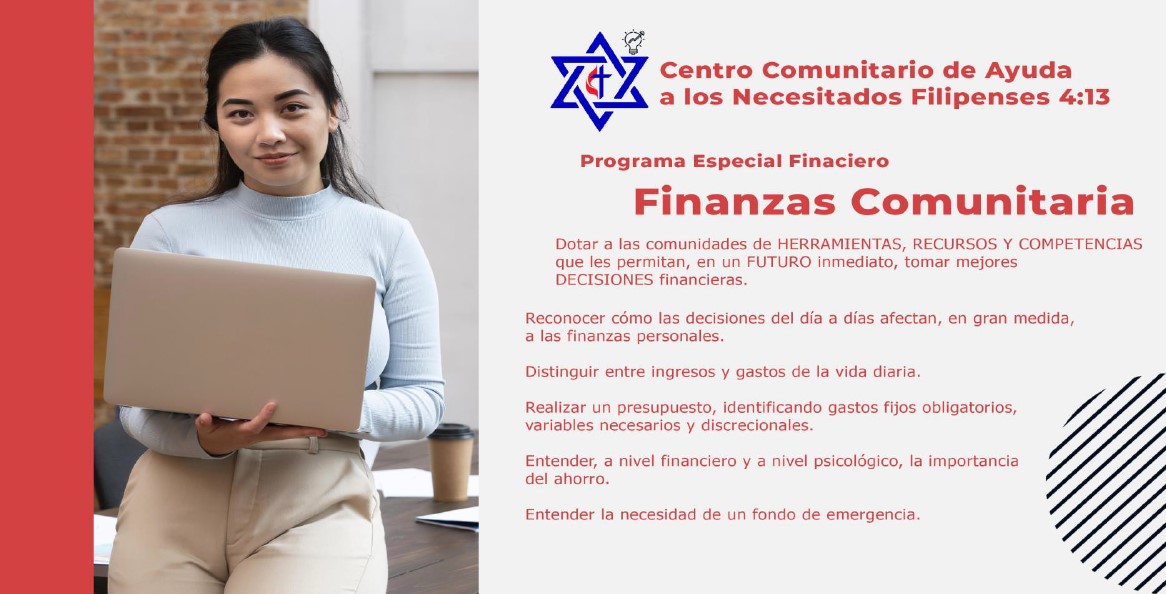 Centro Comunitario de Ayuda
a los Necesitados Filipenses 4:13
Programa Especial Finaciero
Finanzas Comunitaria
Dotar a las comunidades de HERRAMIENTAS, RECURSOS Y COMPETENCIAS
que les permitan, en un FUTURO inmediato, tomar mejores
DECISIONES financieras.
Reconocer cómo las decisiones del día a días afectan, en gran medida,
a las finanzas personales.
Distinguir entre ingresos y gastos de la vida diaria.
Realizar un presupuesto, identificando gastos fijos obligatorios,
variables necesarios y discrecionales.
Entender, a nivel financiero y a nivel psicológico, la importancia
del ahorro.
Entender la necesidad de un fondo de emergencia.